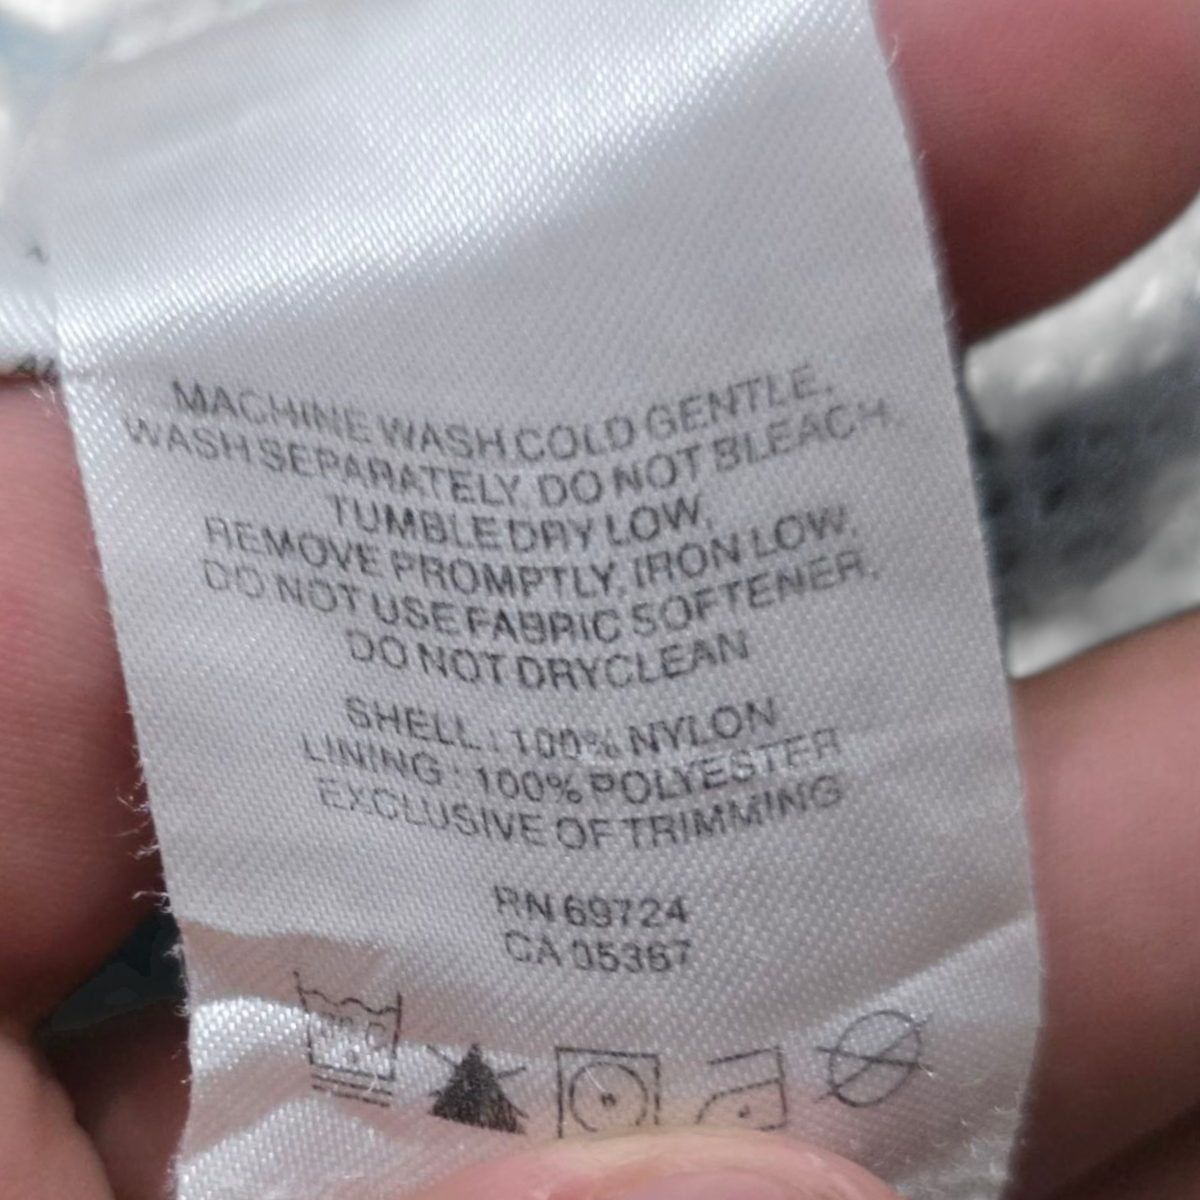 MACHINE WASH COLD GENTLE,
WASH SEPARATELY, DO NOT BLEACH,
TUMBLE DRY LOW,
REMOVE PROMPTLY, IRON LOW,
DO NOT USE FABRIC SOFTENER,
DO NOT DRYCLEAN
SHELL : 100% NYLON
LINING : 100% POLYESTER
EXCLUSIVE OF TRIMMING
RN 69724
CA 05367